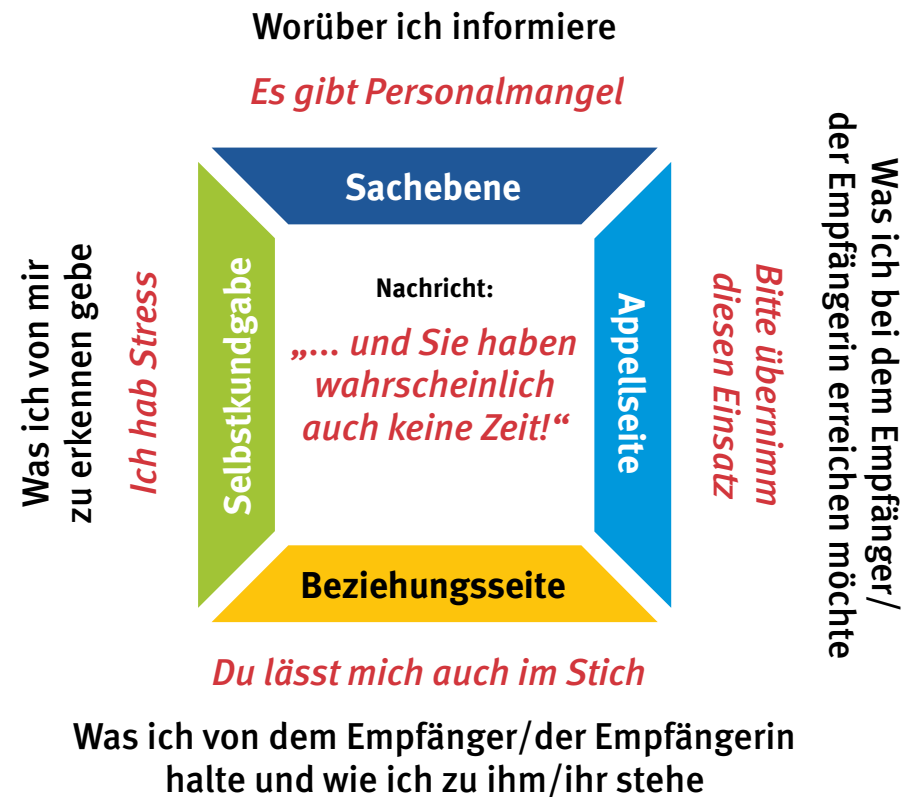 Worüber ich informiere
Es gibt Personalmangel
Sachebene
Was ich von mir
zu erkennen gebe
Ich hab Stress
Selbstkundgabe
Nachricht:
„... und Sie haben
wahrscheinlich
auch keine Zeit!“
Appellseite
Bitte übernimm
diesen Einsatz
Was ich bei dem Empfänger/
der Empfängerin erreichen möchte
Beziehungsseite
Du lässt mich auch im Stich
Was ich von dem Empfänger/der Empfängerin
halte und wie ich zu ihm/ihr stehe